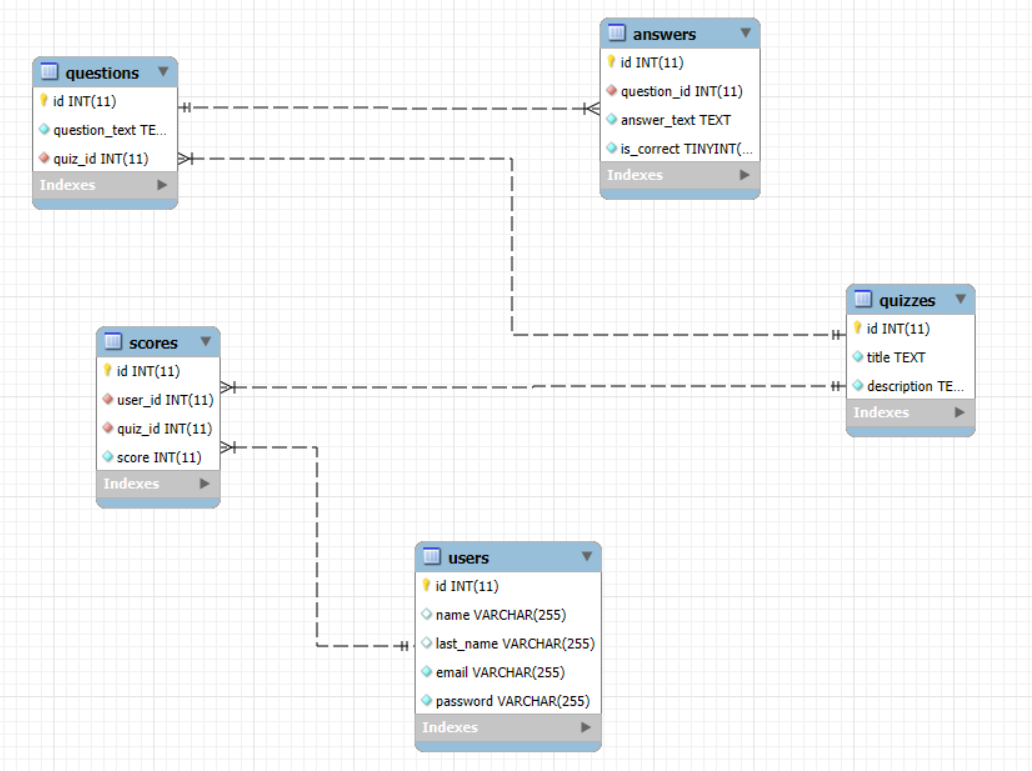 questions
id INT(11)
question_text TE...
quiz_id INT(11)
Indexes
answers
id INT(11)
question_id INT(11)
answer_text TEXT
is_correct TINYINT(...
Indexes
quizzes
id INT(11)
title TEXT
description TE...
Indexes
scores
id INT(11)
user_id INT(11)
quiz_id INT(11)
score INT(11)
Indexes
users
id INT(11)
name VARCHAR(255)
last_name VARCHAR(255)
email VARCHAR(255)
password VARCHAR(255)
Indexes